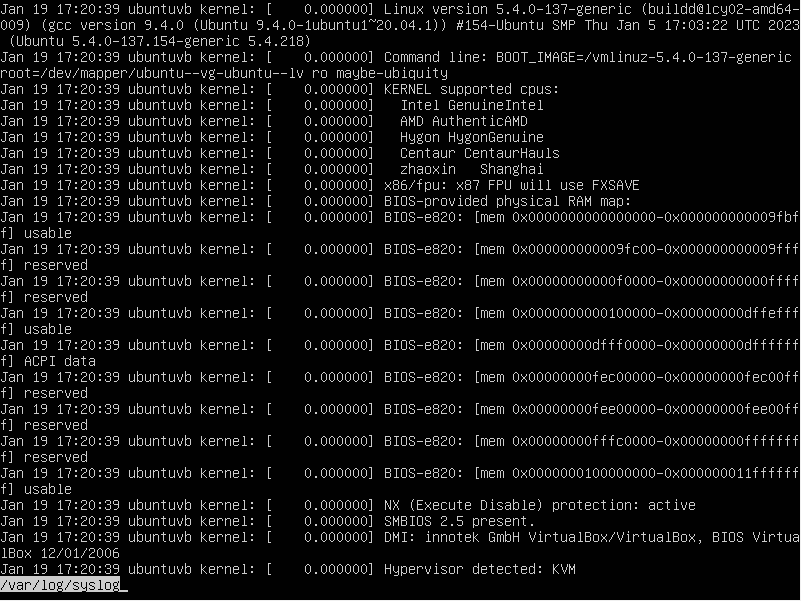 Jan 19 17:20:39 ubuntuvb kernel: [    0.000000] Linux version 5.4.0-137-generic (buildd@lcy02-amd64-
009) (gcc version 9.4.0 (Ubuntu 9.4.0-1ubuntu1~20.04.1)) #154-Ubuntu SMP Thu Jan 5 17:03:22 UTC 2023
 (Ubuntu 5.4.0-137.154-generic 5.4.218)
Jan 19 17:20:39 ubuntuvb kernel: [    0.000000] Command line: BOOT_IMAGE=/vmlinuz-5.4.0-137-generic
root=/dev/mapper/ubuntu--vg-ubuntu--lv ro maybe-ubiquity
Jan 19 17:20:39 ubuntuvb kernel: [    0.000000] KERNEL supported cpus:
Jan 19 17:20:39 ubuntuvb kernel: [    0.000000]   Intel GenuineIntel
Jan 19 17:20:39 ubuntuvb kernel: [    0.000000]   AMD AuthenticAMD
Jan 19 17:20:39 ubuntuvb kernel: [    0.000000]   Hygon HygonGenuine
Jan 19 17:20:39 ubuntuvb kernel: [    0.000000]   Centaur CentaurHauls
Jan 19 17:20:39 ubuntuvb kernel: [    0.000000]   zhaoxin   Shanghai
Jan 19 17:20:39 ubuntuvb kernel: [    0.000000] x86/fpu: x87 FPU will use FXSAVE
Jan 19 17:20:39 ubuntuvb kernel: [    0.000000] BIOS-provided physical RAM map:
Jan 19 17:20:39 ubuntuvb kernel: [    0.000000] BIOS-e820: [mem 0x0000000000000000-0x000000000009fbf
f] usable
Jan 19 17:20:39 ubuntuvb kernel: [    0.000000] BIOS-e820: [mem 0x000000000009fc00-0x000000000009fff
f] reserved
Jan 19 17:20:39 ubuntuvb kernel: [    0.000000] BIOS-e820: [mem 0x00000000000f0000-0x00000000000ffff
f] reserved
Jan 19 17:20:39 ubuntuvb kernel: [    0.000000] BIOS-e820: [mem 0x0000000000100000-0x00000000dffefff
f] usable
Jan 19 17:20:39 ubuntuvb kernel: [    0.000000] BIOS-e820: [mem 0x00000000dfff0000-0x00000000dffffff
f] ACPI data
Jan 19 17:20:39 ubuntuvb kernel: [    0.000000] BIOS-e820: [mem 0x00000000fec00000-0x00000000fec00ff
f] reserved
Jan 19 17:20:39 ubuntuvb kernel: [    0.000000] BIOS-e820: [mem 0x00000000fee00000-0x00000000fee00ff
f] reserved
Jan 19 17:20:39 ubuntuvb kernel: [    0.000000] BIOS-e820: [mem 0x00000000fffc0000-0x00000000fffffff
f] reserved
Jan 19 17:20:39 ubuntuvb kernel: [    0.000000] BIOS-e820: [mem 0x0000000100000000-0x000000011ffffff
f] usable
Jan 19 17:20:39 ubuntuvb kernel: [    0.000000] NX (Execute Disable) protection: active
Jan 19 17:20:39 ubuntuvb kernel: [    0.000000] SMBIOS 2.5 present.
Jan 19 17:20:39 ubuntuvb kernel: [    0.000000] DMI: innotek GmbH VirtualBox/VirtualBox, BIOS Virtua
lBox 12/01/2006
Jan 19 17:20:39 ubuntuvb kernel: [    0.000000] Hypervisor detected: KVM
/var/log/syslog